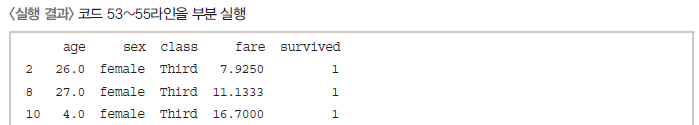 <실행 결과> 코드 53~55라인을 부분 실행
age sex class fare survived
2 26.0 female Third 7.9250 1
8 27.0 female Third 11.1333 1
10 4.0 female Third 16.7000 1